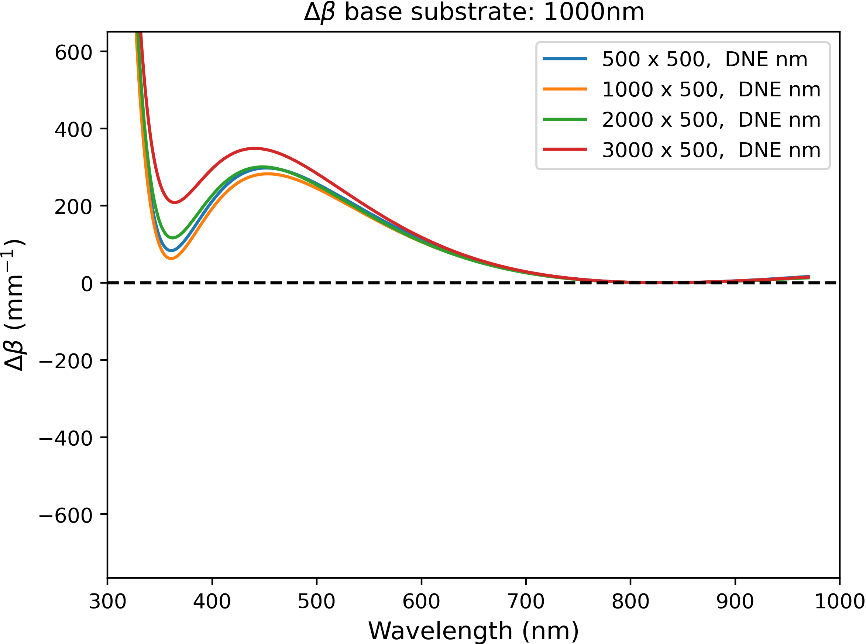 Δβ base substrate: 1000nm
500 x 500,  DNE nm
1000 x 500,  DNE nm
2000 x 500,  DNE nm
3000 x 500,  DNE nm
600
400
200
0
−200
−400
−600
Δβ (mm⁻¹)
300 400 500 600 700 800 900 1000
Wavelength (nm)